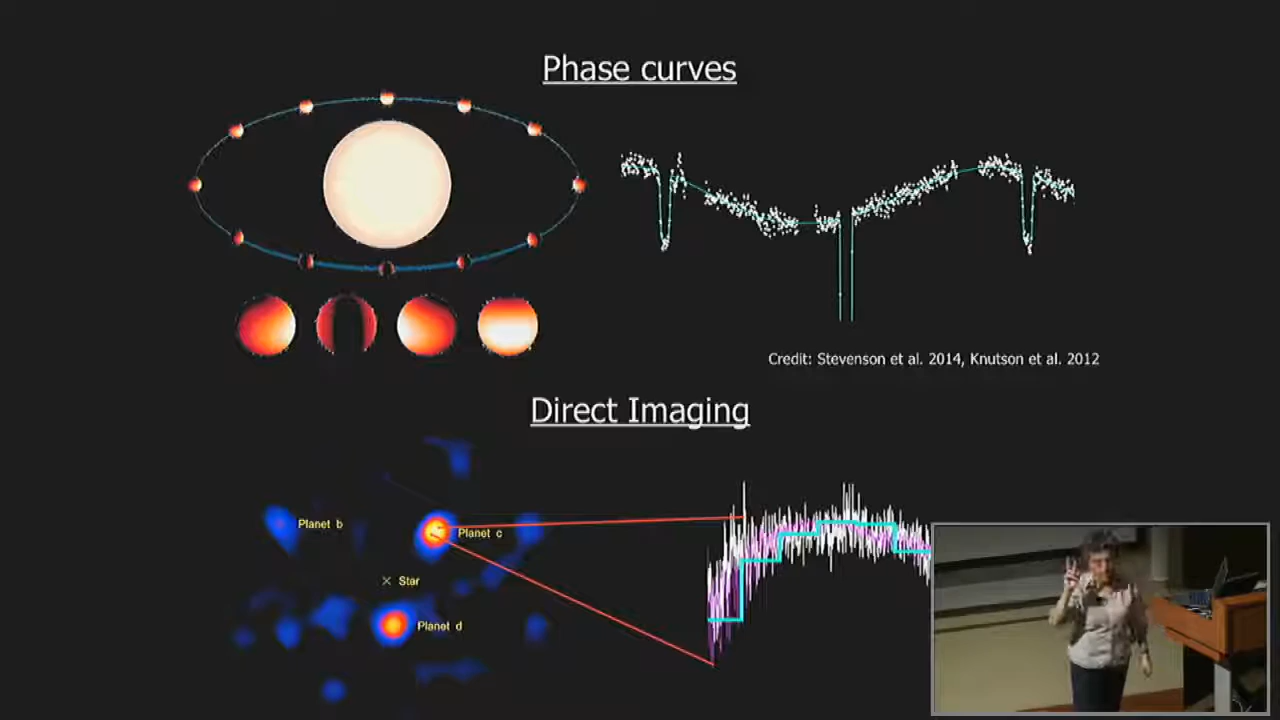 Phase curves
Credit: Stevenson et al. 2014, Knutson et al. 2012
Direct Imaging
Planet b
Planet c
Star
Planet d